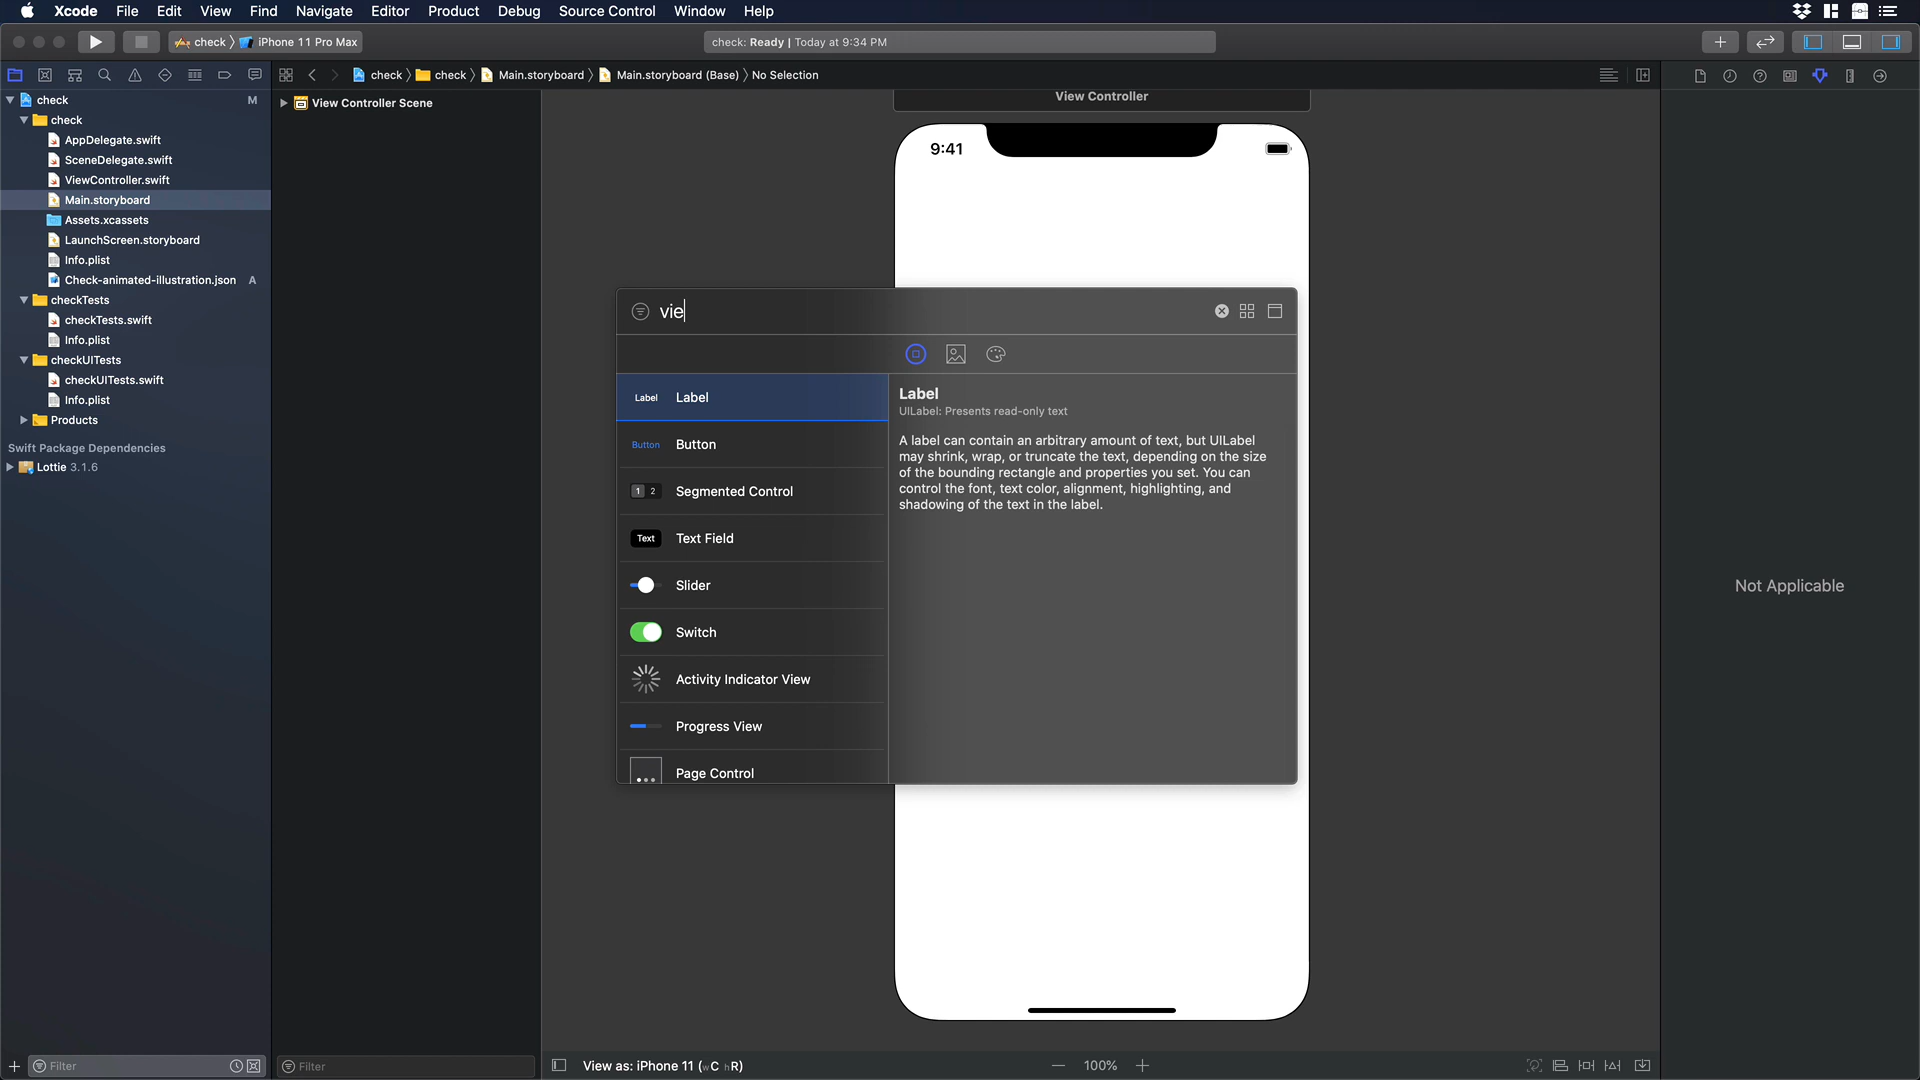 Xcode File Edit View Find Navigate Editor Product Debug Source Control Window Help
check 〉 iPhone 11 Pro Max
check: Ready | Today at 9:34 PM
check 〉 check 〉 Main.storyboard 〉 Main.storyboard (Base) 〉 No Selection
check M
check
AppDelegate.swift
SceneDelegate.swift
ViewController.swift
Main.storyboard
Assets.xcassets
LaunchScreen.storyboard
Info.plist
Check-animated-illustration.json A
checkTests
checkTests.swift
Info.plist
checkUITests
checkUITests.swift
Info.plist
Products
Swift Package Dependencies
Lottie 3.1.6
Filter
View Controller Scene
Filter
View Controller
9:41
vie
Label Label
Button Button
1 2 Segmented Control
Text Text Field
Slider
Switch
Activity Indicator View
Progress View
Page Control
Label
UILabel: Presents read-only text
A label can contain an arbitrary amount of text, but UILabel
may shrink, wrap, or truncate the text, depending on the size
of the bounding rectangle and properties you set. You can
control the font, text color, alignment, highlighting, and
shadowing of the text in the label.
Not Applicable
View as: iPhone 11 (wC hR)
100%